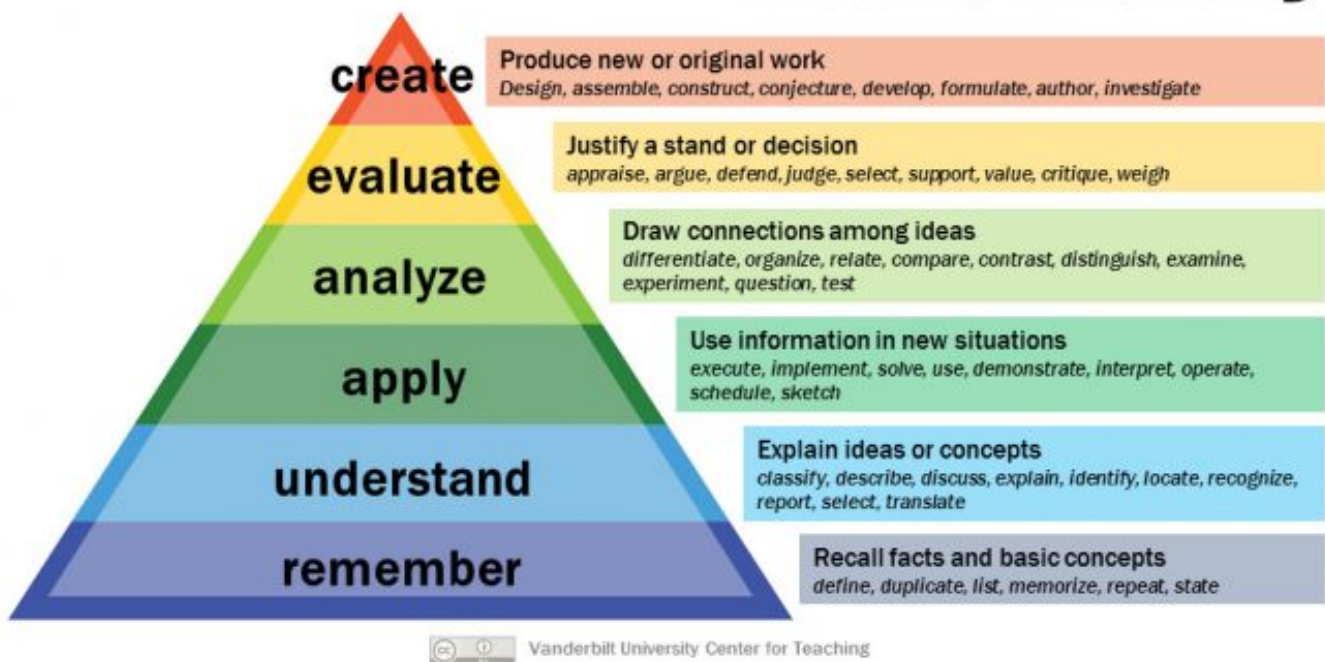 create
Produce new or original work
Design, assemble, construct, conjecture, develop, formulate, author, investigate
evaluate
Justify a stand or decision
appraise, argue, defend, judge, select, support, value, critique, weigh
analyze
Draw connections among ideas
differentiate, organize, relate, compare, contrast, distinguish, examine,
experiment, question, test
apply
Use information in new situations
execute, implement, solve, use, demonstrate, interpret, operate,
schedule, sketch
understand
Explain ideas or concepts
classify, describe, discuss, explain, identify, locate, recognize,
report, select, translate
remember
Recall facts and basic concepts
define, duplicate, list, memorize, repeat, state
cc
Vanderbilt University Center for Teaching